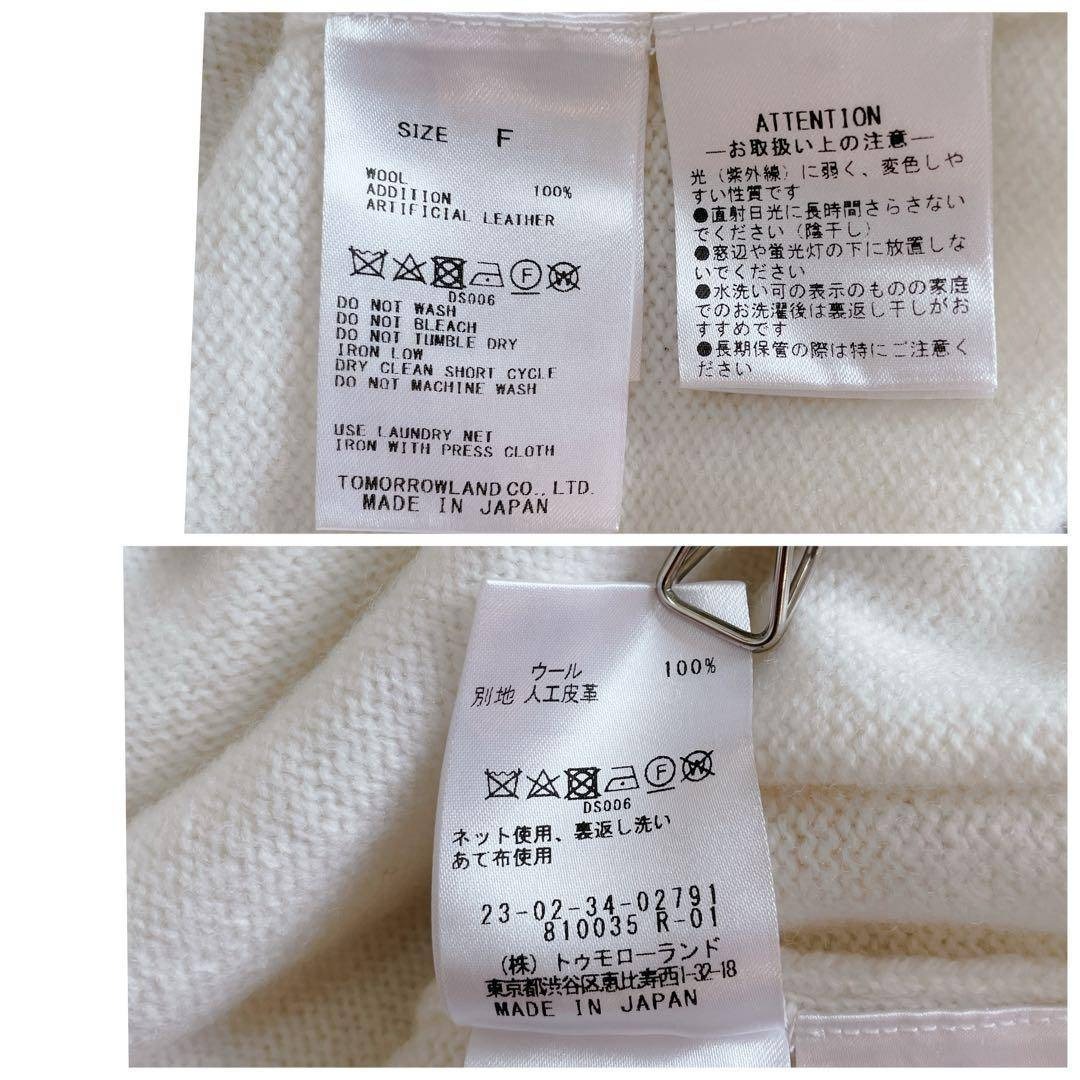 SIZE F
WOOL 100%
ADDITION
ARTIFICIAL LEATHER
F W
DS006
DO NOT WASH
DO NOT BLEACH
DO NOT TUMBLE DRY
IRON LOW
DRY CLEAN SHORT CYCLE
DO NOT MACHINE WASH
USE LAUNDRY NET
IRON WITH PRESS CLOTH
TOMORROWLAND CO., LTD.
MADE IN JAPAN
ATTENTION
―お取扱い上の注意―
光(紫外線)に弱く、変色しや
すい性質です
●直射日光に長時間さらさない
でください(陰干し)
●窓辺や蛍光灯の下に放置しな
いでください
●水洗い可の表示のものの家庭
でのお洗濯後は裏返し干しがお
すすめです
●長期保管の際は特にご注意く
ださい
ウール 100%
別地 人工皮革
F W
DS006
ネット使用、裏返し洗い
あて布使用
23-02-34-02791
810035 R-01
(株)トゥモローランド
東京都渋谷区恵比寿西1-32-18
MADE IN JAPAN